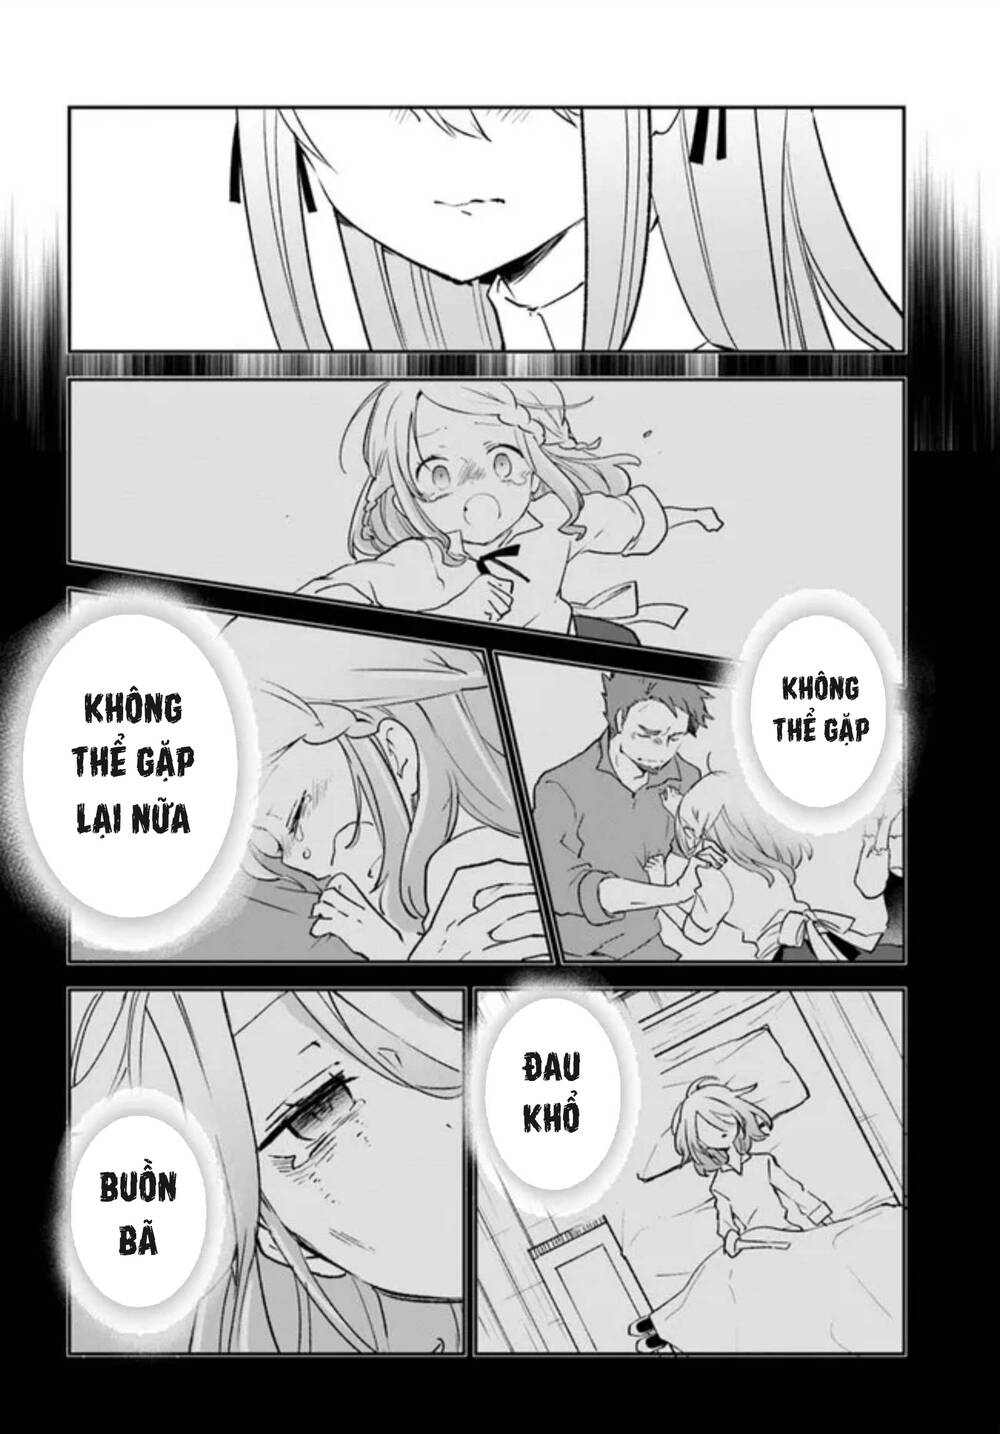 KHÔNG
THỂ GẶP
KHÔNG
THỂ GẶP
LẠI NỮA
ĐAU
KHỔ
BUỒN
BÃ